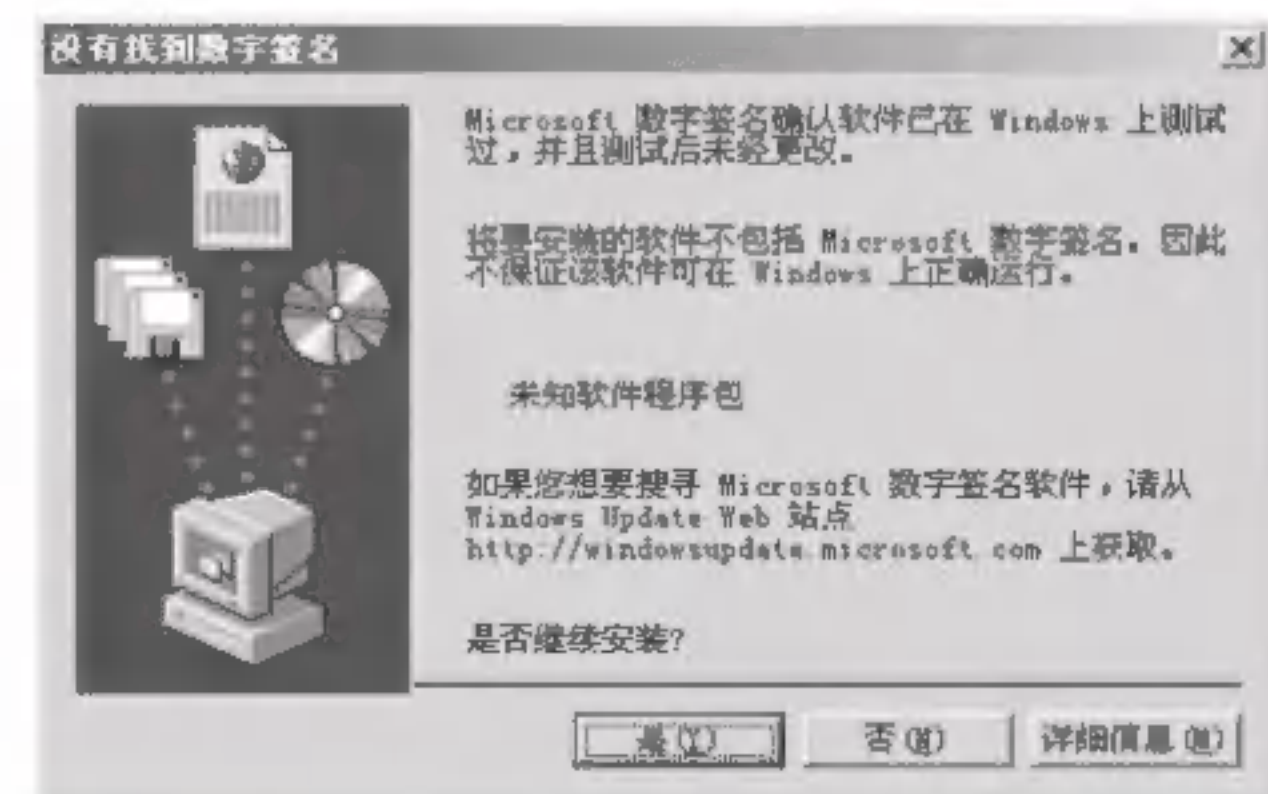 没有找到数字签名
Microsoft 数字签名确认软件已在 Windows 上测试
过，并且测试后未经更改。
将要安装的软件不包括 Microsoft 数字签名。因此
不保证该软件可在 Windows 上正确运行。
未知软件程序包
如果您想要搜寻 Microsoft 数字签名软件，请从
Windows Update Web 站点
http://windowsupdate.microsoft.com 上获取。
是否继续安装?
是(Y)
否(N)
详细信息(M)